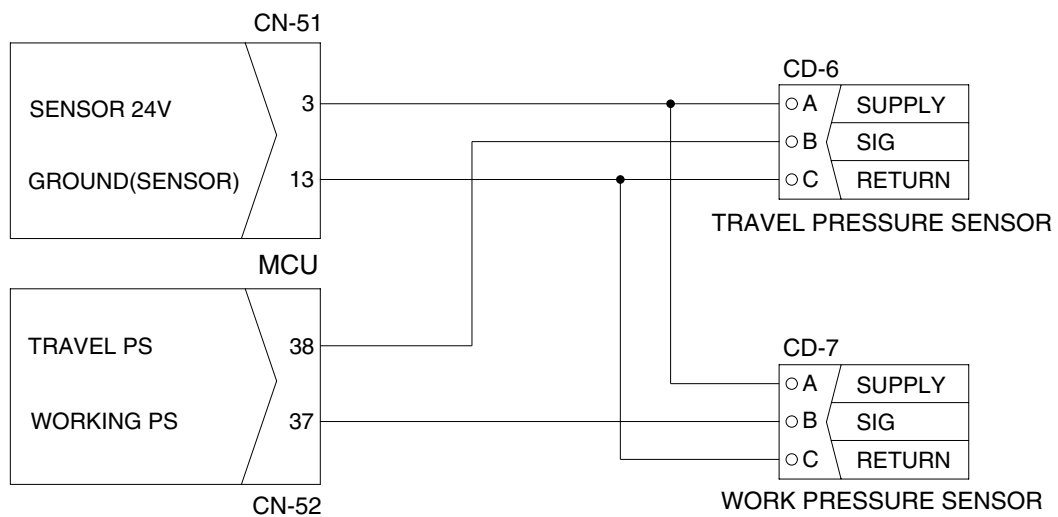 CN-51
SENSOR 24V 3
GROUND(SENSOR) 13
MCU
TRAVEL PS 38
WORKING PS 37
CN-52
CD-6
A SUPPLY
B SIG
C RETURN
TRAVEL PRESSURE SENSOR
CD-7
A SUPPLY
B SIG
C RETURN
WORK PRESSURE SENSOR